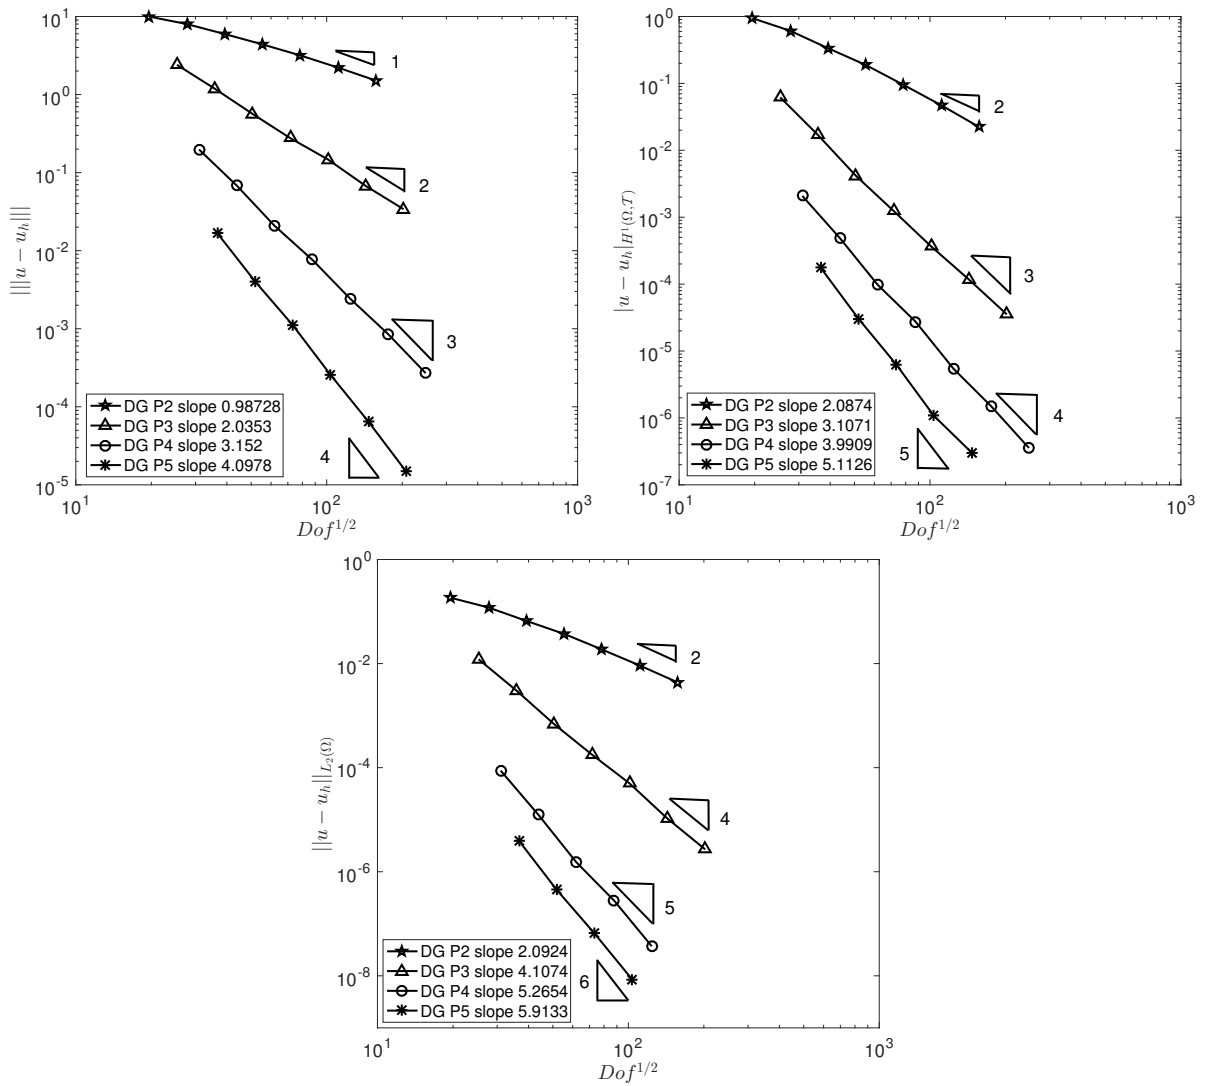 10^1
10^0
10^-1
10^-2
10^-3
10^-4
10^-5
|||u − u_h|||
1
2
3
4
DG P2 slope 0.98728
DG P3 slope 2.0353
DG P4 slope 3.152
DG P5 slope 4.0978
10^1
10^2
10^3
Dof^1/2
10^0
10^-1
10^-2
10^-3
10^-4
10^-5
10^-6
10^-7
|u − u_h|_H^1(Ω,T)
2
3
4
5
DG P2 slope 2.0874
DG P3 slope 3.1071
DG P4 slope 3.9909
DG P5 slope 5.1126
10^1
10^2
10^3
Dof^1/2
10^0
10^-2
10^-4
10^-6
10^-8
||u − u_h||_L_2(Ω)
2
4
5
6
DG P2 slope 2.0924
DG P3 slope 4.1074
DG P4 slope 5.2654
DG P5 slope 5.9133
10^1
10^2
10^3
Dof^1/2